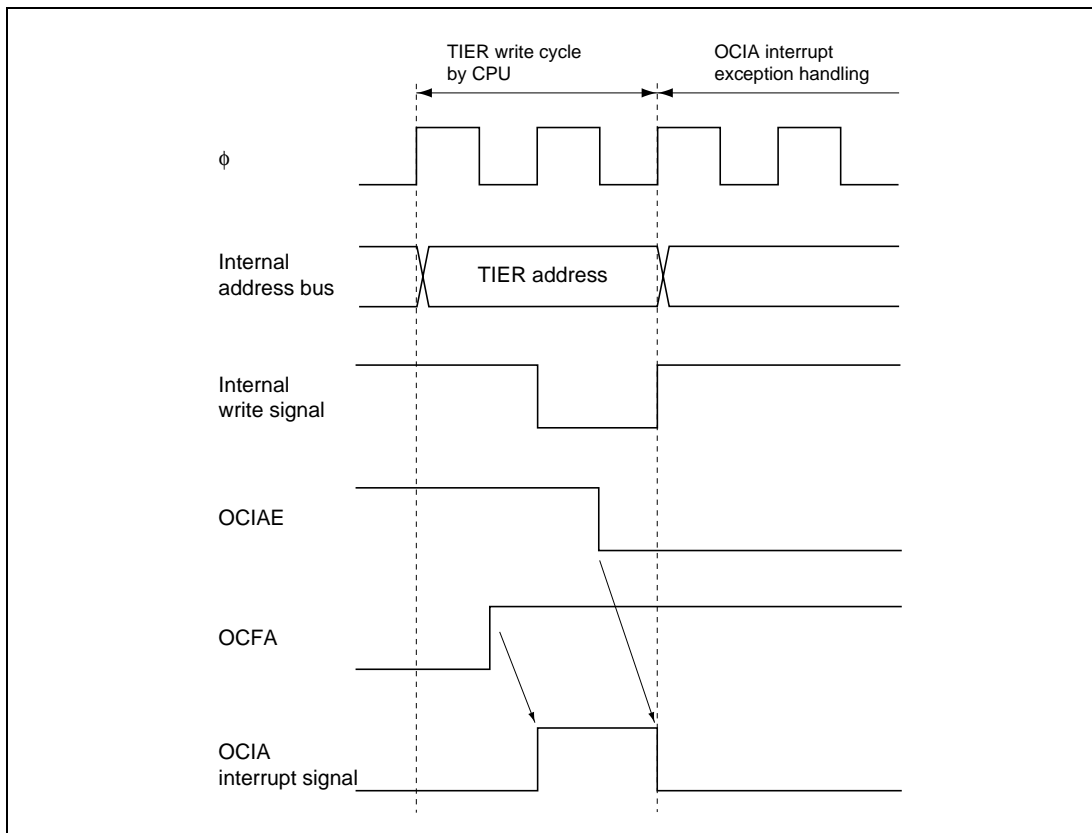 TIER write cycle
by CPU
OCIA interrupt
exception handling
ϕ
Internal
address bus
TIER address
Internal
write signal
OCIAE
OCFA
OCIA
interrupt signal